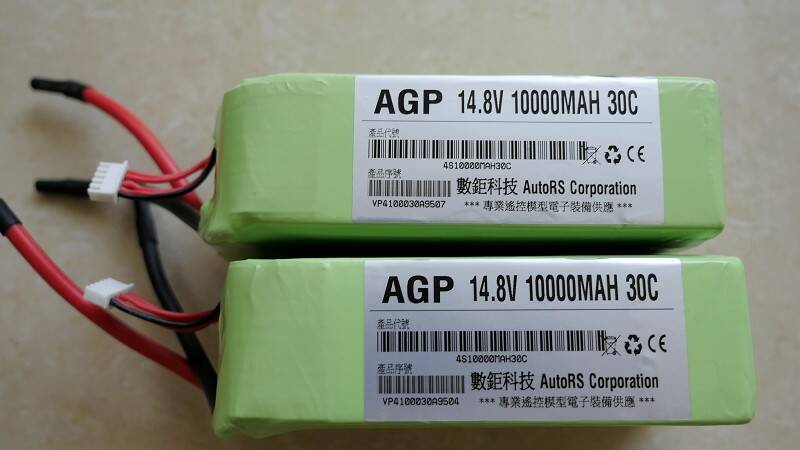 AGP 14.8V 10000MAH 30C
產品代號
4S10000MAH30C
產品序號
數鉅科技 AutoRS Corporation
VP4100030A9507 *** 專業遙控模型電子裝備供應 ***
AGP 14.8V 10000MAH 30C
產品代號
4S10000MAH30C
產品序號
數鉅科技 AutoRS Corporation
VP4100030A9504 *** 專業遙控模型電子裝備供應 ***